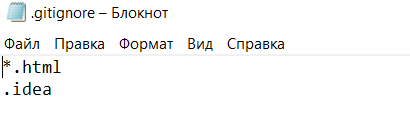 .gitignore – Блокнот
Файл Правка Формат Вид Справка
*.html
.idea